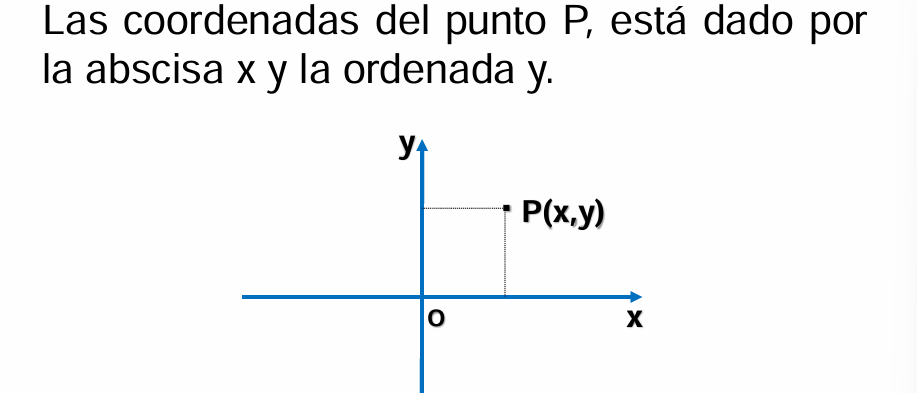 Las coordenadas del punto P, está dado por
la abscisa x y la ordenada y.
y
P(x,y)
O
x